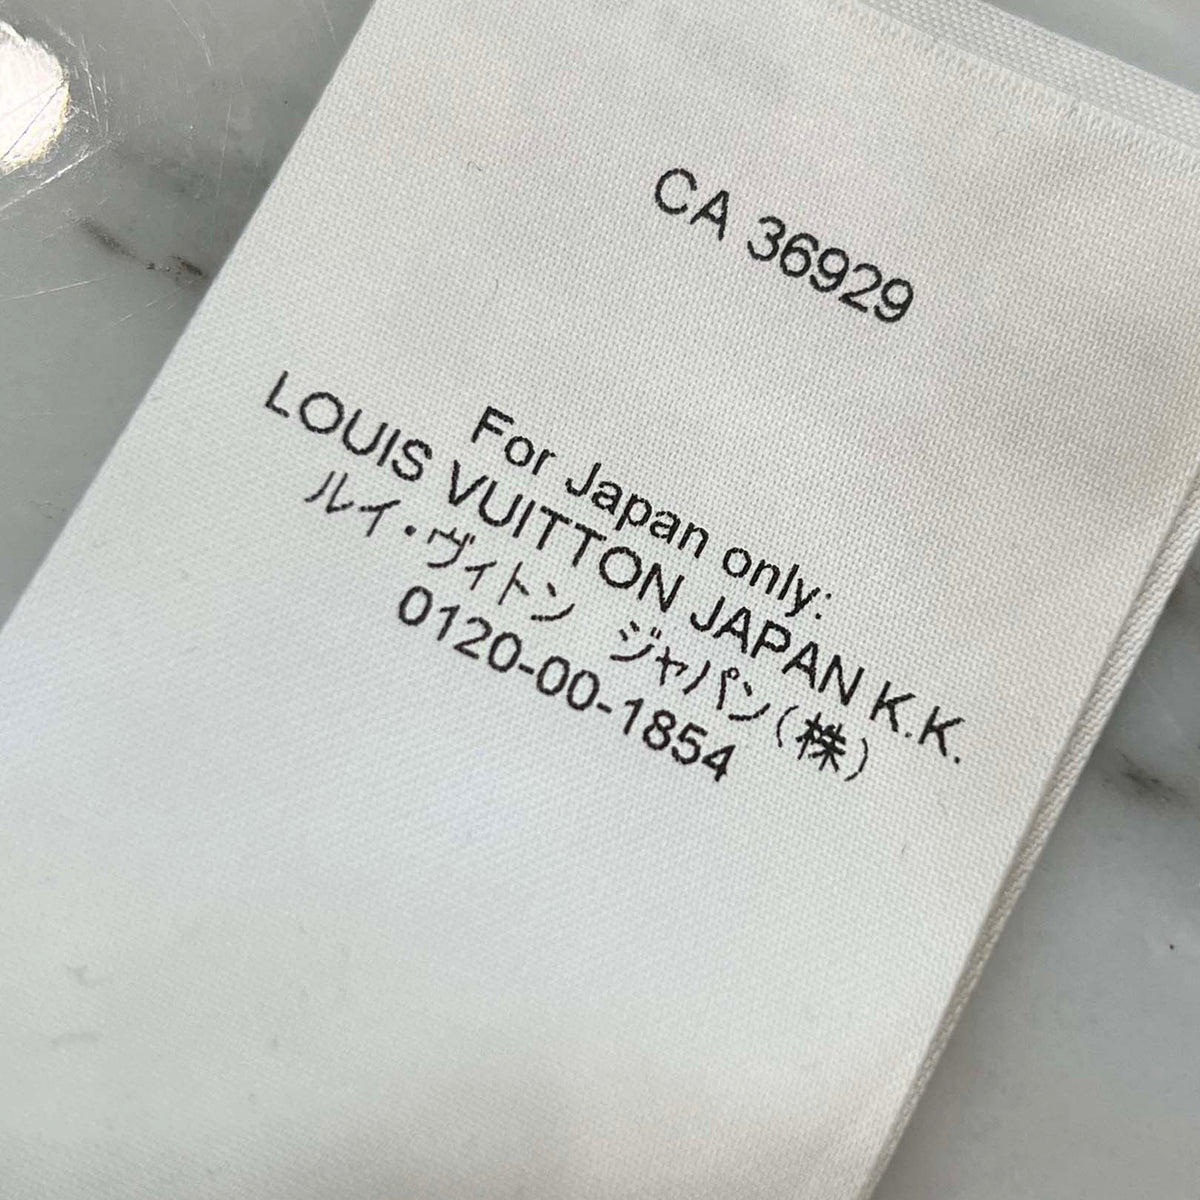 CA 36929
For Japan only:
LOUIS VUITTON JAPAN K.K.
ルイ・ヴィトン ジャパン(株)
0120-00-1854